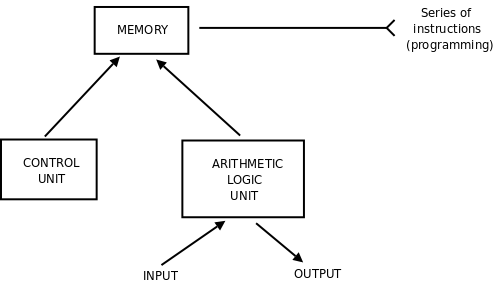 MEMORY
Series of
instructions
(programming)
CONTROL
UNIT
ARITHMETIC
LOGIC
UNIT
INPUT
OUTPUT